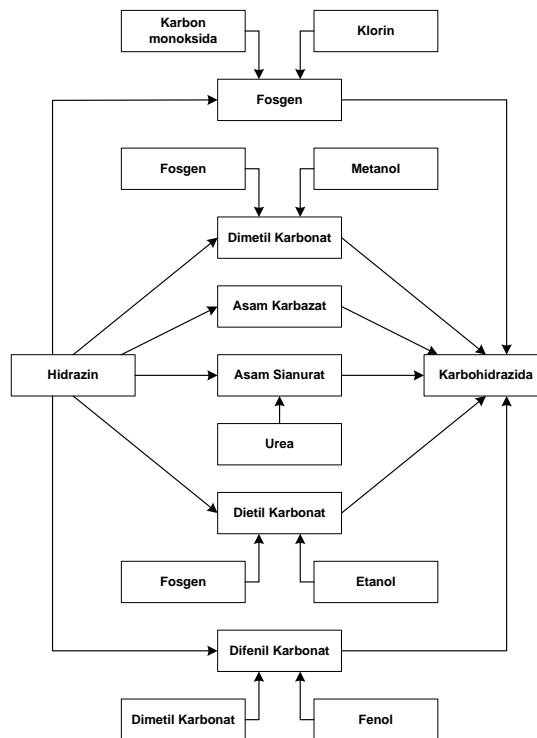 Karbon
monoksida
Klorin
Fosgen
Fosgen
Metanol
Dimetil Karbonat
Asam Karbazat
Hidrazin
Asam Sianurat
Karbohidrazida
Urea
Dietil Karbonat
Fosgen
Etanol
Difenil Karbonat
Dimetil Karbonat
Fenol